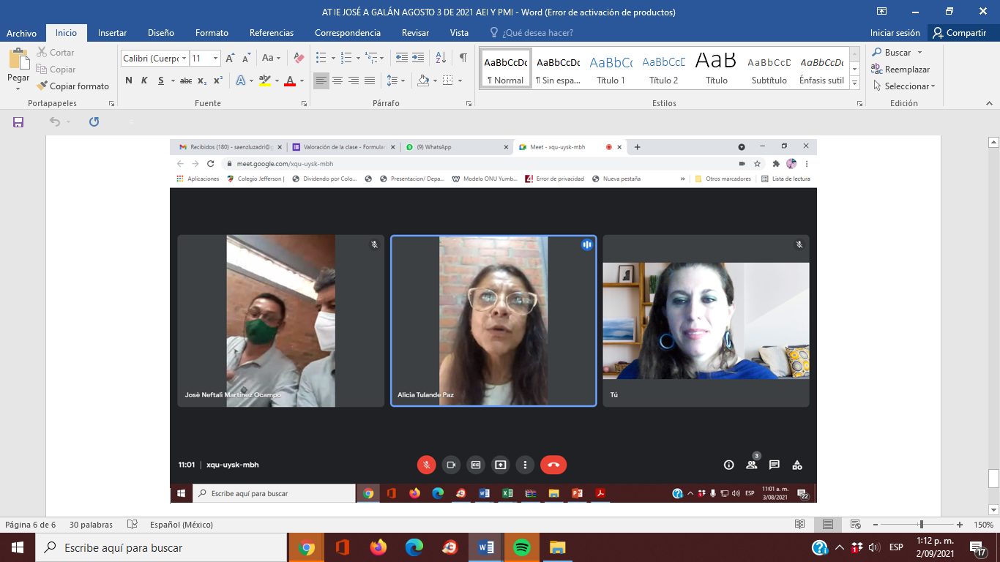 AT IE JOSÉ A GALÁN AGOSTO 3 DE 2021 AEI Y PMI - Word (Error de activación de productos)
Archivo Inicio Insertar Diseño Formato Referencias Correspondencia Revisar Vista ¿Qué desea hacer? Iniciar sesión Compartir
Pegar
Cortar
Copiar
Copiar formato
Portapapeles
Calibri (Cuerpo 11
N K S abc x₂ x²
Fuente
Párrafo
AaBbCcDc AaBbCcDc AaBbCc AaBbCcD AaB AaBbCcD AaBbCcDc
¶ Normal ¶ Sin espa... Título 1 Título 2 Título Subtítulo Énfasis sutil
Estilos
Buscar
Reemplazar
Seleccionar
Edición
Recibidos (180) - saenzluzadri@g Valoración de la clase - Formular (9) WhatsApp Meet - xqu-uysk-mbh
meet.google.com/xqu-uysk-mbh
Aplicaciones Colegio Jefferson | Dividendo por Colo... Presentacion/ Depa... Modelo ONU Yumb... Error de privacidad Nueva pestaña » Otros marcadores Lista de lectura
Josè Neftalì Martìnez Ocampo
Alicia Tulande Paz
Tú
11:01 | xqu-uysk-mbh
3
Escribe aquí para buscar
ESP
11:01 a. m.
3/08/2021
22
Página 6 de 6 30 palabras Español (México) 150%
Escribe aquí para buscar
ESP
1:12 p. m.
2/09/2021
17